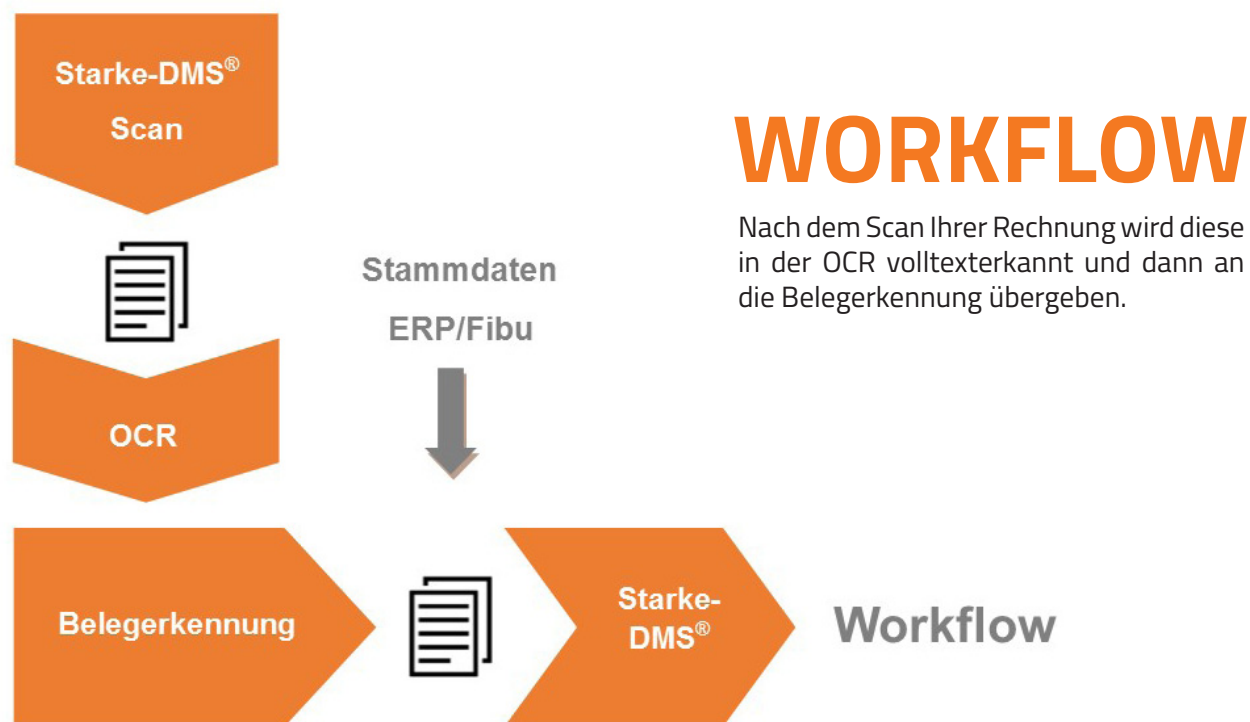 Starke-DMS®
Scan
WORKFLOW
Nach dem Scan Ihrer Rechnung wird diese
in der OCR volltexterkannt und dann an
die Belegerkennung übergeben.
Stammdaten
ERP/Fibu
OCR
Belegerkennung
Starke-
DMS®
Workflow